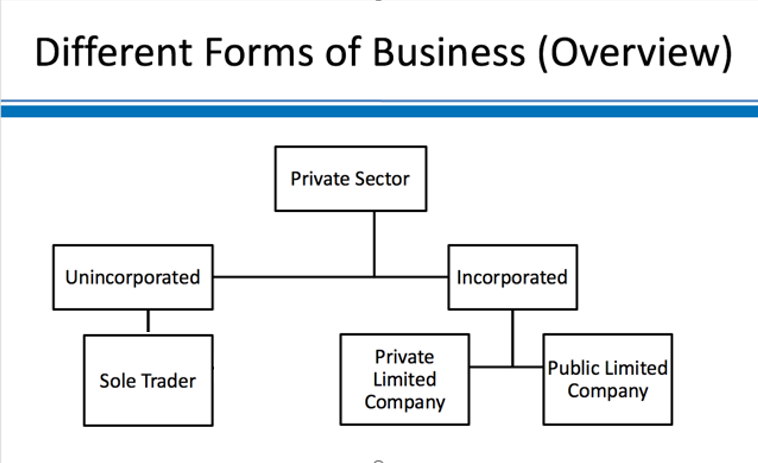 Different Forms of Business (Overview)
Private Sector
Unincorporated
Incorporated
Sole Trader
Private
Limited
Company
Public Limited
Company